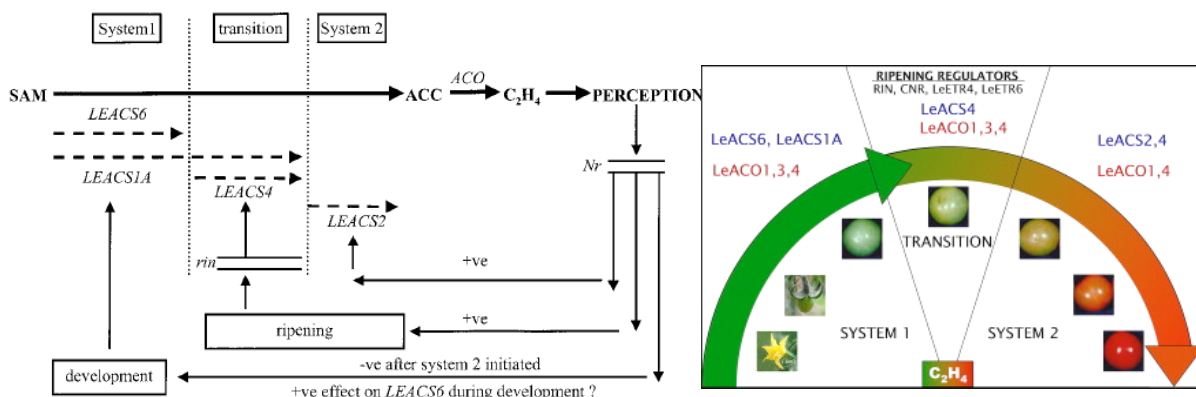 System1
transition
System 2
SAM
ACC
ACO
C₂H₄
PERCEPTION
LEACS6
LEACS1A
LEACS4
LEACS2
Nr
rin
+ve
ripening
+ve
development
-ve after system 2 initiated
+ve effect on LEACS6 during development ?
RIPENING REGULATORS
RIN, CNR, LeETR4, LeETR6
LeACS4
LeACO1,3,4
LeACS6, LeACS1A
LeACO1,3,4
LeACS2,4
LeACO1,4
TRANSITION
SYSTEM 1
SYSTEM 2
C₂H₄